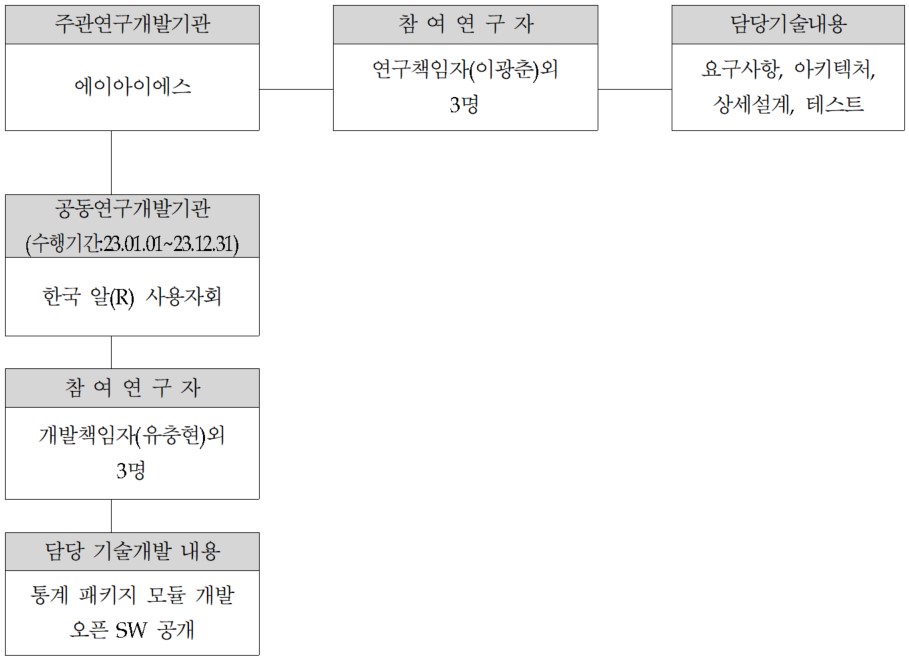 주관연구개발기관
에이아이에스
참 여 연 구 자
연구책임자(이광춘)외
3명
담당기술내용
요구사항, 아키텍처,
상세설계, 테스트
공동연구개발기관
(수행기간:23.01.01~23.12.31)
한국 알(R) 사용자회
참 여 연 구 자
개발책임자(유충현)외
3명
담당 기술개발 내용
통계 패키지 모듈 개발
오픈 SW 공개